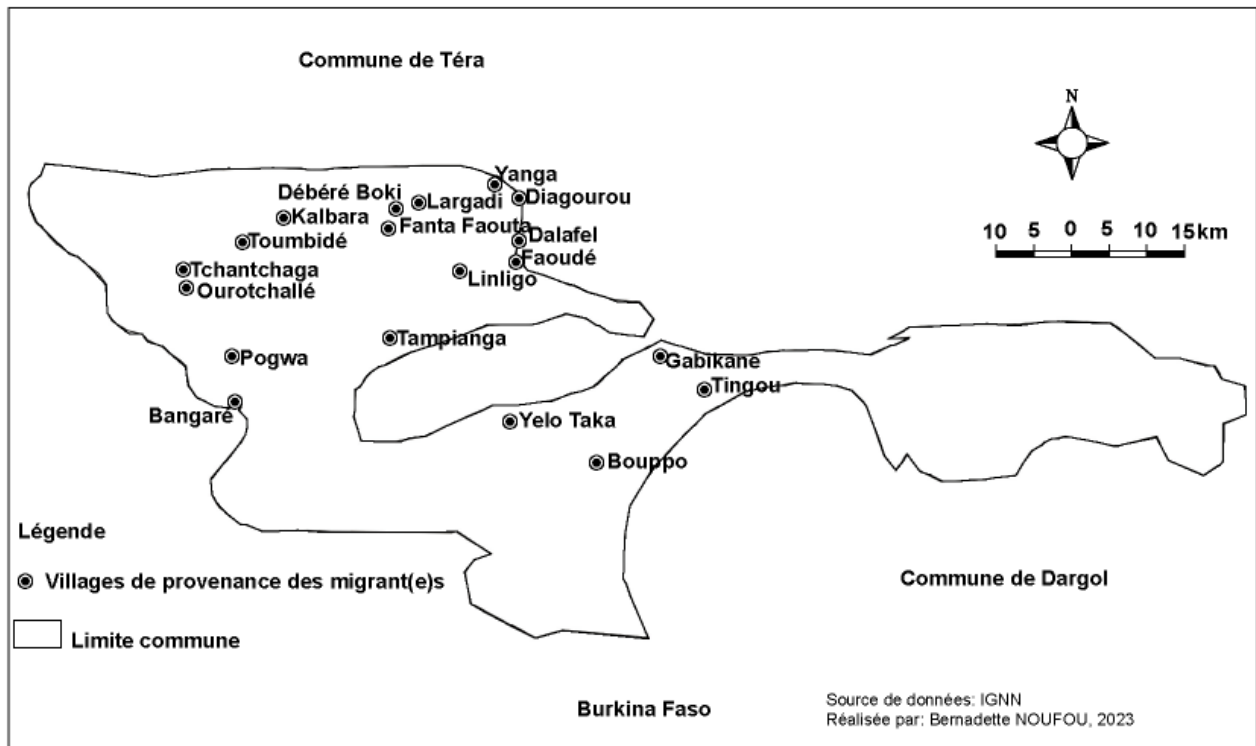 Commune de Téra
N
Yanga
Débéré Boki
Largadi
Diagourou
Kalbara
Fanta Faouta
Toumbidé
Dalafel
Faoudé
10 5 0 5 10 15 km
Tchantchaga
Linligo
Ourotchallé
Tampianga
Pogwa
Gabikane
Tingou
Bangaré
Yelo Taka
Bouppo
Légende
Villages de provenance des migrant(e)s
Commune de Dargol
Limite commune
Burkina Faso
Source de données: IGNN
Réalisée par: Bernadette NOUFOU, 2023